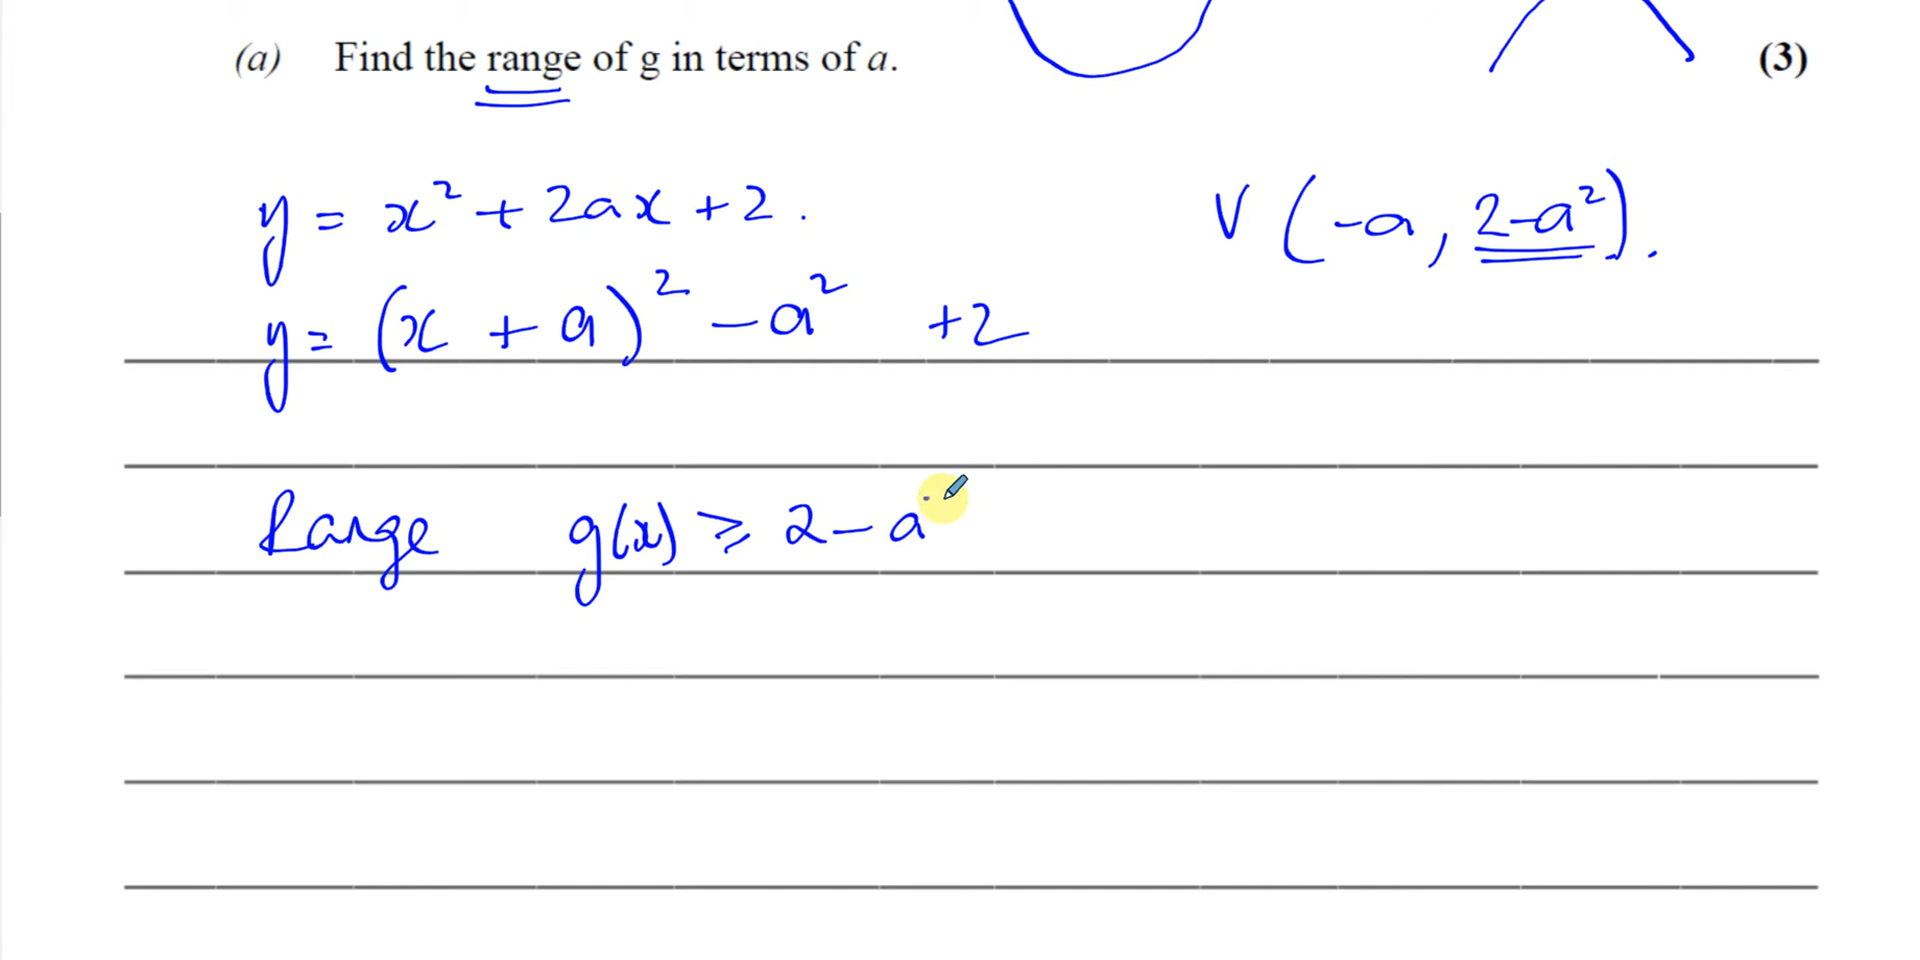 (a) Find the range of g in terms of a. (3)
y = x² + 2ax + 2 .
V (-a, 2-a²).
y = (x + a)² - a² + 2
Range g(x) ≥ 2 - a